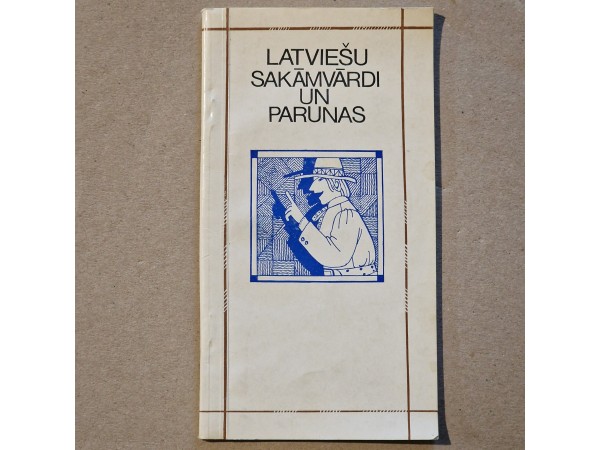 LATVIEŠU
SAKĀMVĀRDI
UN
PARUNAS